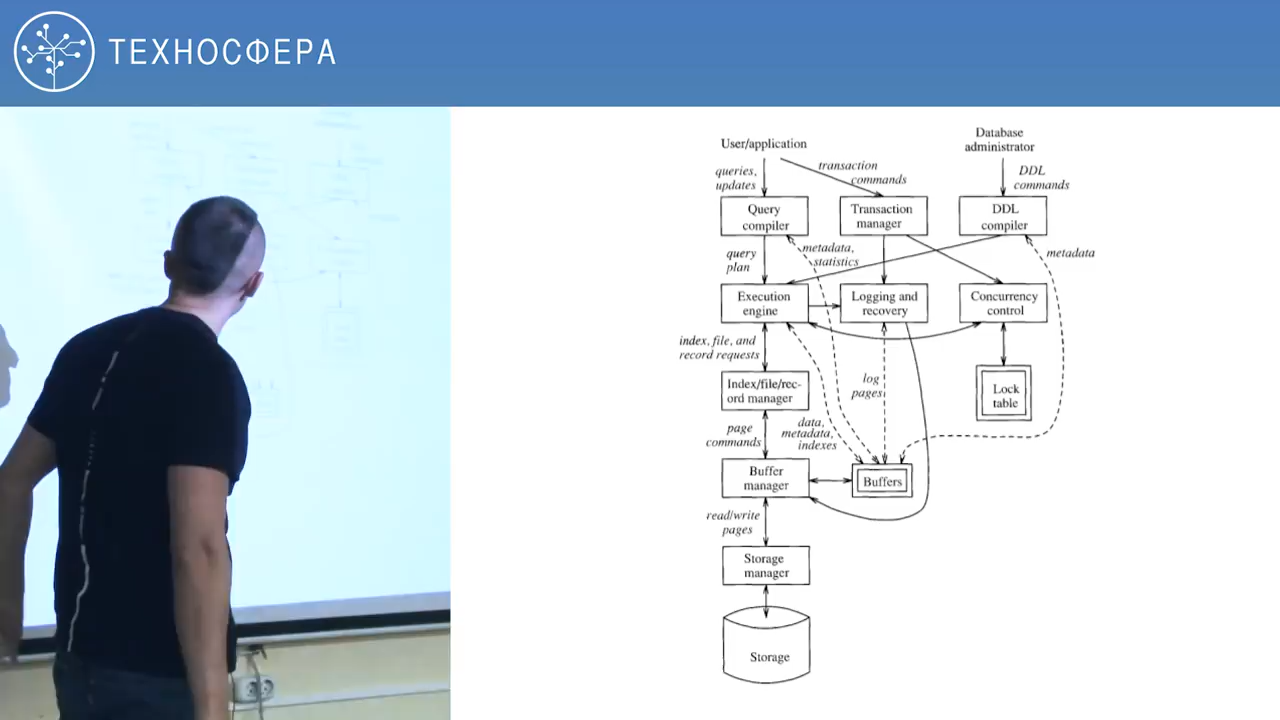 ТЕХНОСФЕРА
User/application
Database
administrator
queries,
updates
transaction
commands
DDL
commands
Query
compiler
Transaction
manager
DDL
compiler
query
plan
metadata,
statistics
metadata
Execution
engine
Logging and
recovery
Concurrency
control
index, file, and
record requests
Index/file/rec-
ord manager
log
pages
Lock
table
page
commands
data,
metadata,
indexes
Buffer
manager
Buffers
read/write
pages
Storage
manager
Storage